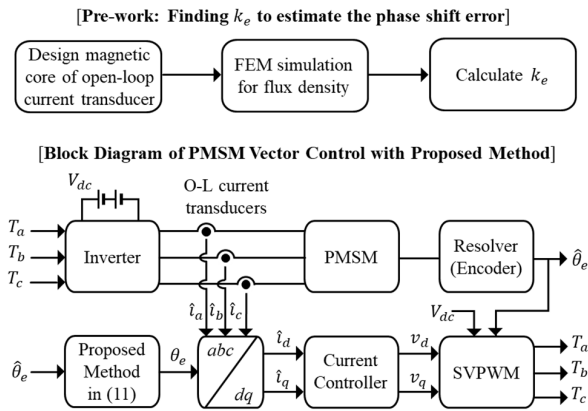 [Pre-work: Finding k_e to estimate the phase shift error]
Design magnetic
core of open-loop
current transducer
FEM simulation
for flux density
Calculate k_e
[Block Diagram of PMSM Vector Control with Proposed Method]
V_dc
O-L current
transducers
T_a
T_b
T_c
Inverter
PMSM
Resolver
(Encoder)
θ̂_e
î_a î_b î_c
V_dc
θ̂_e
Proposed
Method
in (11)
θ_e
abc
dq
î_d
î_q
Current
Controller
v_d
v_q
SVPWM
T_a
T_b
T_c